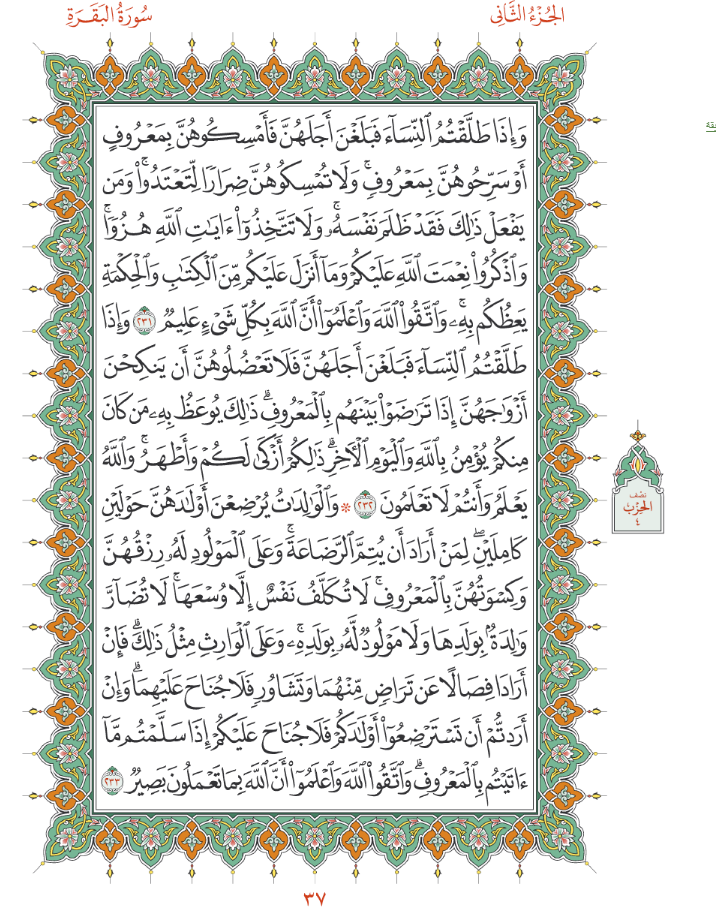 سُورَةُ البَقَرَةِ
الجُزْءُ الثَّانِي
وَإِذَا طَلَّقْتُمُ ٱلنِّسَآءَ فَبَلَغْنَ أَجَلَهُنَّ فَأَمْسِكُوهُنَّ بِمَعْرُوفٍ
أَوْ سَرِّحُوهُنَّ بِمَعْرُوفٍۚ وَلَا تُمْسِكُوهُنَّ ضِرَارًا لِّتَعْتَدُوا۟ۚ وَمَن
يَفْعَلْ ذَٰلِكَ فَقَدْ ظَلَمَ نَفْسَهُۥۚ وَلَا تَتَّخِذُوٓا۟ ءَايَـٰتِ ٱللَّهِ هُزُوًاۚ
وَٱذْكُرُوا۟ نِعْمَتَ ٱللَّهِ عَلَيْكُمْ وَمَآ أَنزَلَ عَلَيْكُم مِّنَ ٱلْكِتَـٰبِ وَٱلْحِكْمَةِ
يَعِظُكُم بِهِۦۚ وَٱتَّقُوا۟ ٱللَّهَ وَٱعْلَمُوٓا۟ أَنَّ ٱللَّهَ بِكُلِّ شَىْءٍ عَلِيمٌ ٢٣١ وَإِذَا
طَلَّقْتُمُ ٱلنِّسَآءَ فَبَلَغْنَ أَجَلَهُنَّ فَلَا تَعْضُلُوهُنَّ أَن يَنكِحْنَ
أَزْوَٰجَهُنَّ إِذَا تَرَٰضَوْا۟ بَيْنَهُم بِٱلْمَعْرُوفِۗ ذَٰلِكَ يُوعَظُ بِهِۦ مَن كَانَ
مِنكُمْ يُؤْمِنُ بِٱللَّهِ وَٱلْيَوْمِ ٱلْـَٔاخِرِۗ ذَٰلِكُمْ أَزْكَىٰ لَكُمْ وَأَطْهَرُۚ وَٱللَّهُ
يَعْلَمُ وَأَنتُمْ لَا تَعْلَمُونَ ٢٣٢ * وَٱلْوَٰلِدَٰتُ يُرْضِعْنَ أَوْلَـٰدَهُنَّ حَوْلَيْنِ
كَامِلَيْنِۖ لِمَنْ أَرَادَ أَن يُتِمَّ ٱلرَّضَاعَةَۚ وَعَلَى ٱلْمَوْلُودِ لَهُۥ رِزْقُهُنَّ
وَكِسْوَتُهُنَّ بِٱلْمَعْرُوفِۚ لَا تُكَلَّفُ نَفْسٌ إِلَّا وُسْعَهَاۚ لَا تُضَآرَّ
وَٰلِدَةٌۢ بِوَلَدِهَا وَلَا مَوْلُودٌ لَّهُۥ بِوَلَدِهِۦۚ وَعَلَى ٱلْوَارِثِ مِثْلُ ذَٰلِكَۗ فَإِنْ
أَرَادَا فِصَالًا عَن تَرَاضٍ مِّنْهُمَا وَتَشَاوُرٍ فَلَا جُنَاحَ عَلَيْهِمَاۗ وَإِنْ
أَرَدتُّمْ أَن تَسْتَرْضِعُوٓا۟ أَوْلَـٰدَكُمْ فَلَا جُنَاحَ عَلَيْكُمْ إِذَا سَلَّمْتُم مَّآ
ءَاتَيْتُم بِٱلْمَعْرُوفِۗ وَٱتَّقُوا۟ ٱللَّهَ وَٱعْلَمُوٓا۟ أَنَّ ٱللَّهَ بِمَا تَعْمَلُونَ بَصِيرٌ ٢٣٣
نصف
الحزب
٤
٣٧